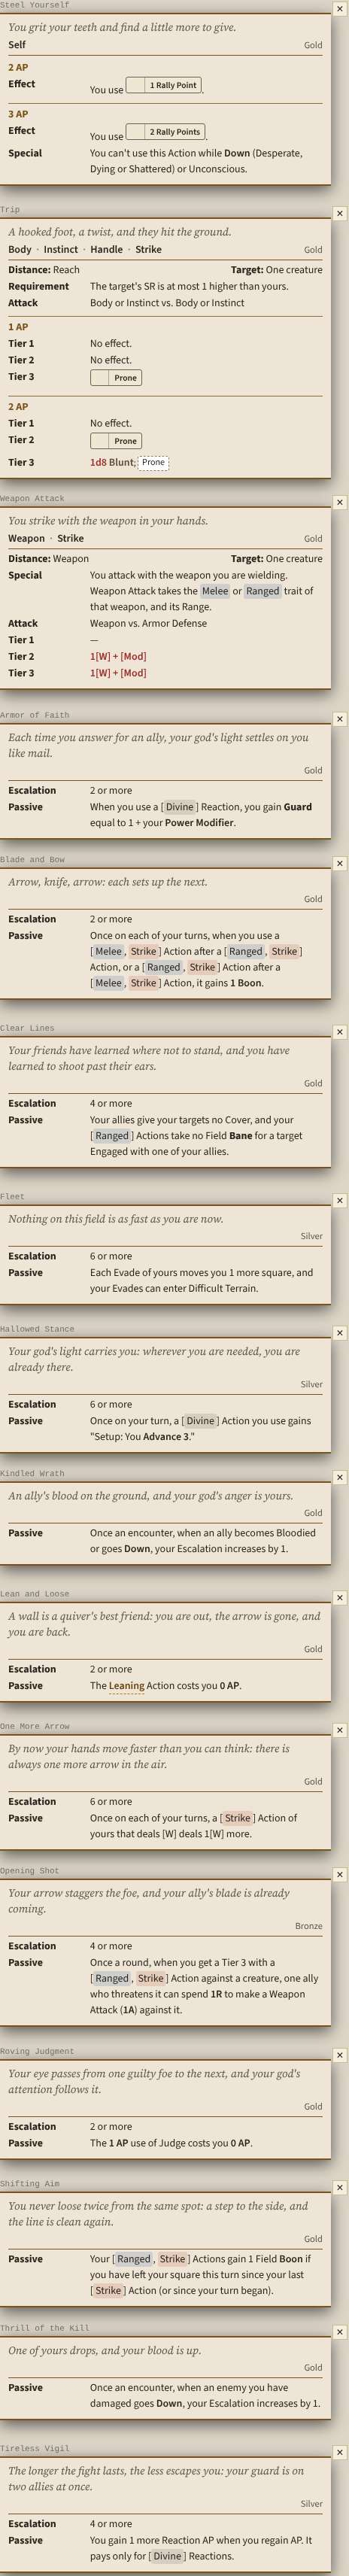 Steel Yourself
✕
You grit your teeth and find a little more to give.
Self Gold
2 AP
Effect You use 1 Rally Point.
3 AP
Effect You use 2 Rally Points.
Special You can't use this Action while Down (Desperate,
Dying or Shattered) or Unconscious.
Trip
✕
A hooked foot, a twist, and they hit the ground.
Body · Instinct · Handle · Strike Gold
Distance: Reach Target: One creature
Requirement The target's SR is at most 1 higher than yours.
Attack Body or Instinct vs. Body or Instinct
1 AP
Tier 1 No effect.
Tier 2 No effect.
Tier 3 Prone
2 AP
Tier 1 No effect.
Tier 2 Prone
Tier 3 1d8 Blunt; Prone
Weapon Attack
✕
You strike with the weapon in your hands.
Weapon · Strike Gold
Distance: Weapon Target: One creature
Special You attack with the weapon you are wielding.
Weapon Attack takes the Melee or Ranged trait of
that weapon, and its Range.
Attack Weapon vs. Armor Defense
Tier 1 —
Tier 2 1[W] + [Mod]
Tier 3 1[W] + [Mod]
Armor of Faith
✕
Each time you answer for an ally, your god's light settles on you
like mail.
Gold
Escalation 2 or more
Passive When you use a [Divine] Reaction, you gain Guard
equal to 1 + your Power Modifier.
Blade and Bow
✕
Arrow, knife, arrow: each sets up the next.
Gold
Escalation 2 or more
Passive Once on each of your turns, when you use a
[Melee, Strike] Action after a [Ranged, Strike]
Action, or a [Ranged, Strike] Action after a
[Melee, Strike] Action, it gains 1 Boon.
Clear Lines
✕
Your friends have learned where not to stand, and you have
learned to shoot past their ears.
Gold
Escalation 4 or more
Passive Your allies give your targets no Cover, and your
[Ranged] Actions take no Field Bane for a target
Engaged with one of your allies.
Fleet
✕
Nothing on this field is as fast as you are now.
Silver
Escalation 6 or more
Passive Each Evade of yours moves you 1 more square, and
your Evades can enter Difficult Terrain.
Hallowed Stance
✕
Your god's light carries you: wherever you are needed, you are
already there.
Silver
Escalation 6 or more
Passive Once on your turn, a [Divine] Action you use gains
"Setup: You Advance 3."
Kindled Wrath
✕
An ally's blood on the ground, and your god's anger is yours.
Gold
Passive Once an encounter, when an ally becomes Bloodied
or goes Down, your Escalation increases by 1.
Lean and Loose
✕
A wall is a quiver's best friend: you are out, the arrow is gone, and
you are back.
Gold
Escalation 2 or more
Passive The Leaning Action costs you 0 AP.
One More Arrow
✕
By now your hands move faster than you can think: there is
always one more arrow in the air.
Gold
Escalation 6 or more
Passive Once on each of your turns, a [Strike] Action of
yours that deals [W] deals 1[W] more.
Opening Shot
✕
Your arrow staggers the foe, and your ally's blade is already
coming.
Bronze
Escalation 4 or more
Passive Once a round, when you get a Tier 3 with a
[Ranged, Strike] Action against a creature, one ally
who threatens it can spend 1R to make a Weapon
Attack (1A) against it.
Roving Judgment
✕
Your eye passes from one guilty foe to the next, and your god's
attention follows it.
Gold
Escalation 2 or more
Passive The 1 AP use of Judge costs you 0 AP.
Shifting Aim
✕
You never loose twice from the same spot: a step to the side, and
the line is clean again.
Gold
Passive Your [Ranged, Strike] Actions gain 1 Field Boon if
you have left your square this turn since your last
[Strike] Action (or since your turn began).
Thrill of the Kill
✕
One of yours drops, and your blood is up.
Gold
Passive Once an encounter, when an enemy you have
damaged goes Down, your Escalation increases by 1.
Tireless Vigil
✕
The longer the fight lasts, the less escapes you: your guard is on
two allies at once.
Silver
Escalation 4 or more
Passive You gain 1 more Reaction AP when you regain AP. It
pays only for [Divine] Reactions.